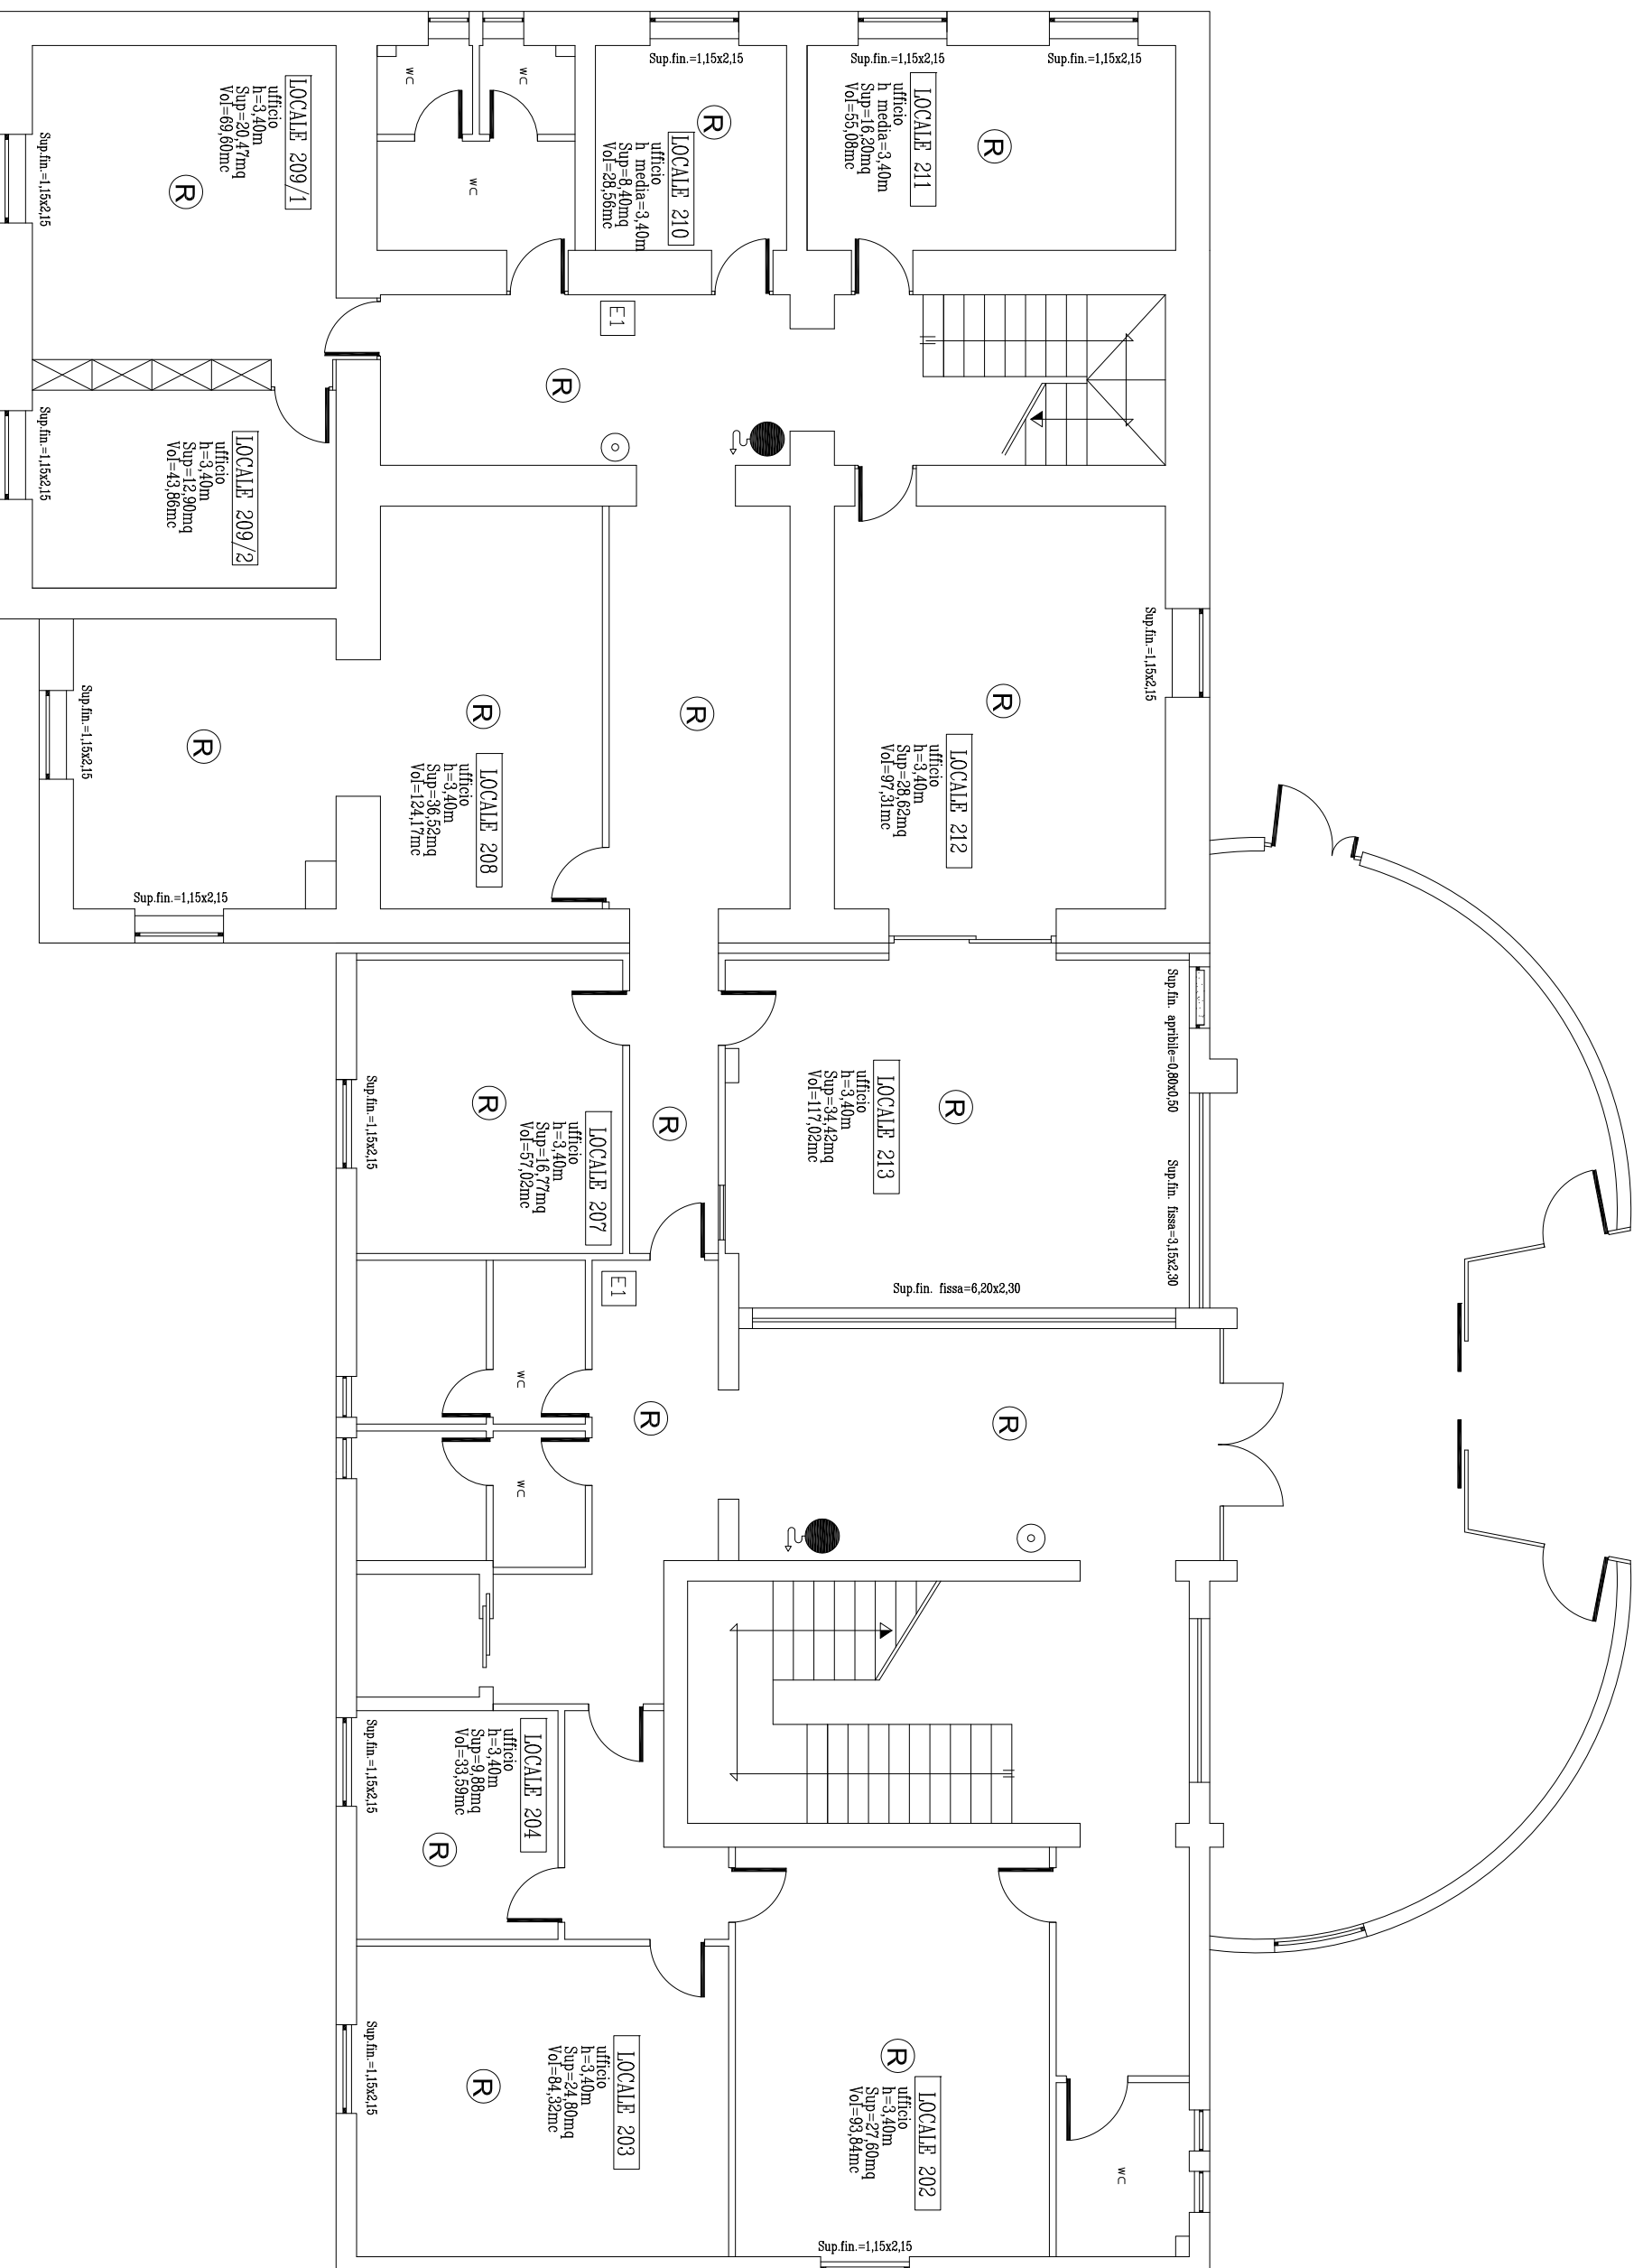 Sup.fin.=1,15x2,15
Sup.fin.=1,15x2,15
Sup.fin.=1,15x2,15
LOCALE 211
ufficio
h media=3,40m
Sup=16,20mq
Vol=55,08mc
R
LOCALE 210
ufficio
h media=3,40m
Sup=8,40mq
Vol=28,56mc
R
wc
wc
wc
LOCALE 209/1
ufficio
h=3,40m
Sup=20,47mq
Vol=69,60mc
R
Sup.fin.=1,15x2,15
E1
R
LOCALE 209/2
ufficio
h=3,40m
Sup=12,90mq
Vol=43,86mc
Sup.fin.=1,15x2,15
Sup.fin.=1,15x2,15
R
LOCALE 212
ufficio
h=3,40m
Sup=28,62mq
Vol=97,31mc
R
R
LOCALE 208
ufficio
h=3,40m
Sup=36,52mq
Vol=124,17mc
R
Sup.fin.=1,15x2,15
Sup.fin.=1,15x2,15
Sup.fin. apribile=0,80x0,50
Sup.fin. fissa=3,15x2,30
R
LOCALE 213
ufficio
h=3,40m
Sup=34,42mq
Vol=117,02mc
Sup.fin. fissa=6,20x2,30
R
R
LOCALE 207
ufficio
h=3,40m
Sup=16,77mq
Vol=57,02mc
Sup.fin.=1,15x2,15
E1
wc
wc
R
R
LOCALE 204
ufficio
h=3,40m
Sup=9,88mq
Vol=33,59mc
R
Sup.fin.=1,15x2,15
R
LOCALE 202
ufficio
h=3,40m
Sup=27,60mq
Vol=93,84mc
Sup.fin.=1,15x2,15
wc
LOCALE 203
ufficio
h=3,40m
Sup=24,80mq
Vol=84,32mc
R
Sup.fin.=1,15x2,15